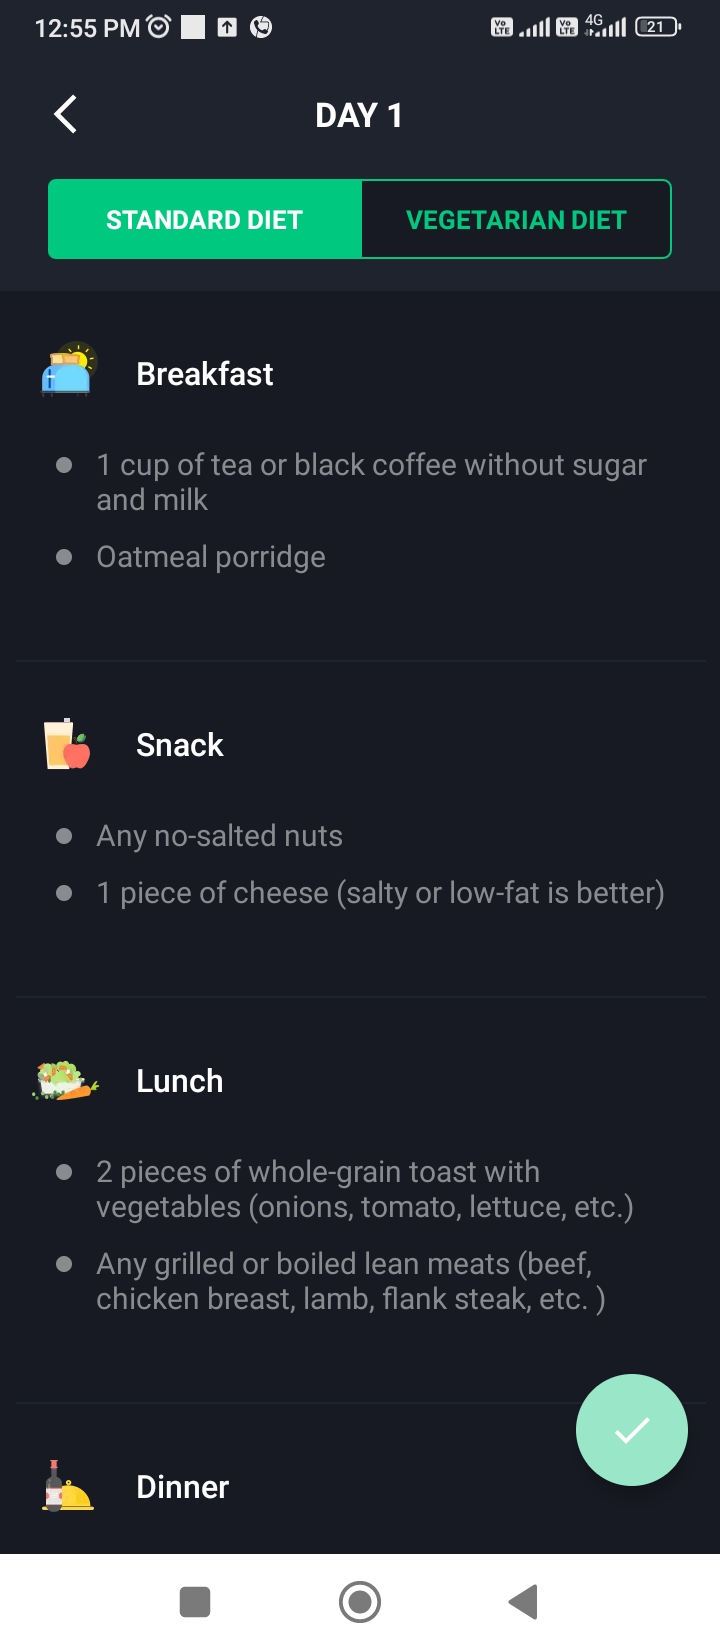 12:55 PM
Vo LTE
Vo LTE
4G
21
DAY 1
STANDARD DIET
VEGETARIAN DIET
Breakfast
1 cup of tea or black coffee without sugar
and milk
Oatmeal porridge
Snack
Any no-salted nuts
1 piece of cheese (salty or low-fat is better)
Lunch
2 pieces of whole-grain toast with
vegetables (onions, tomato, lettuce, etc.)
Any grilled or boiled lean meats (beef,
chicken breast, lamb, flank steak, etc. )
Dinner